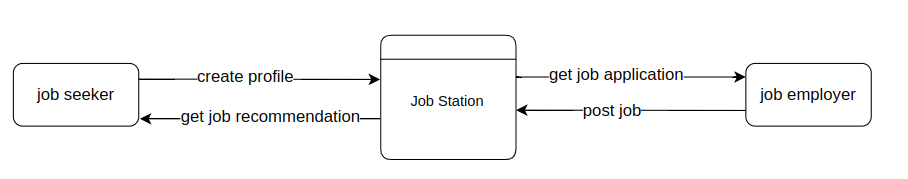 create profile
get job application
job seeker
Job Station
job employer
get job recommendation
post job